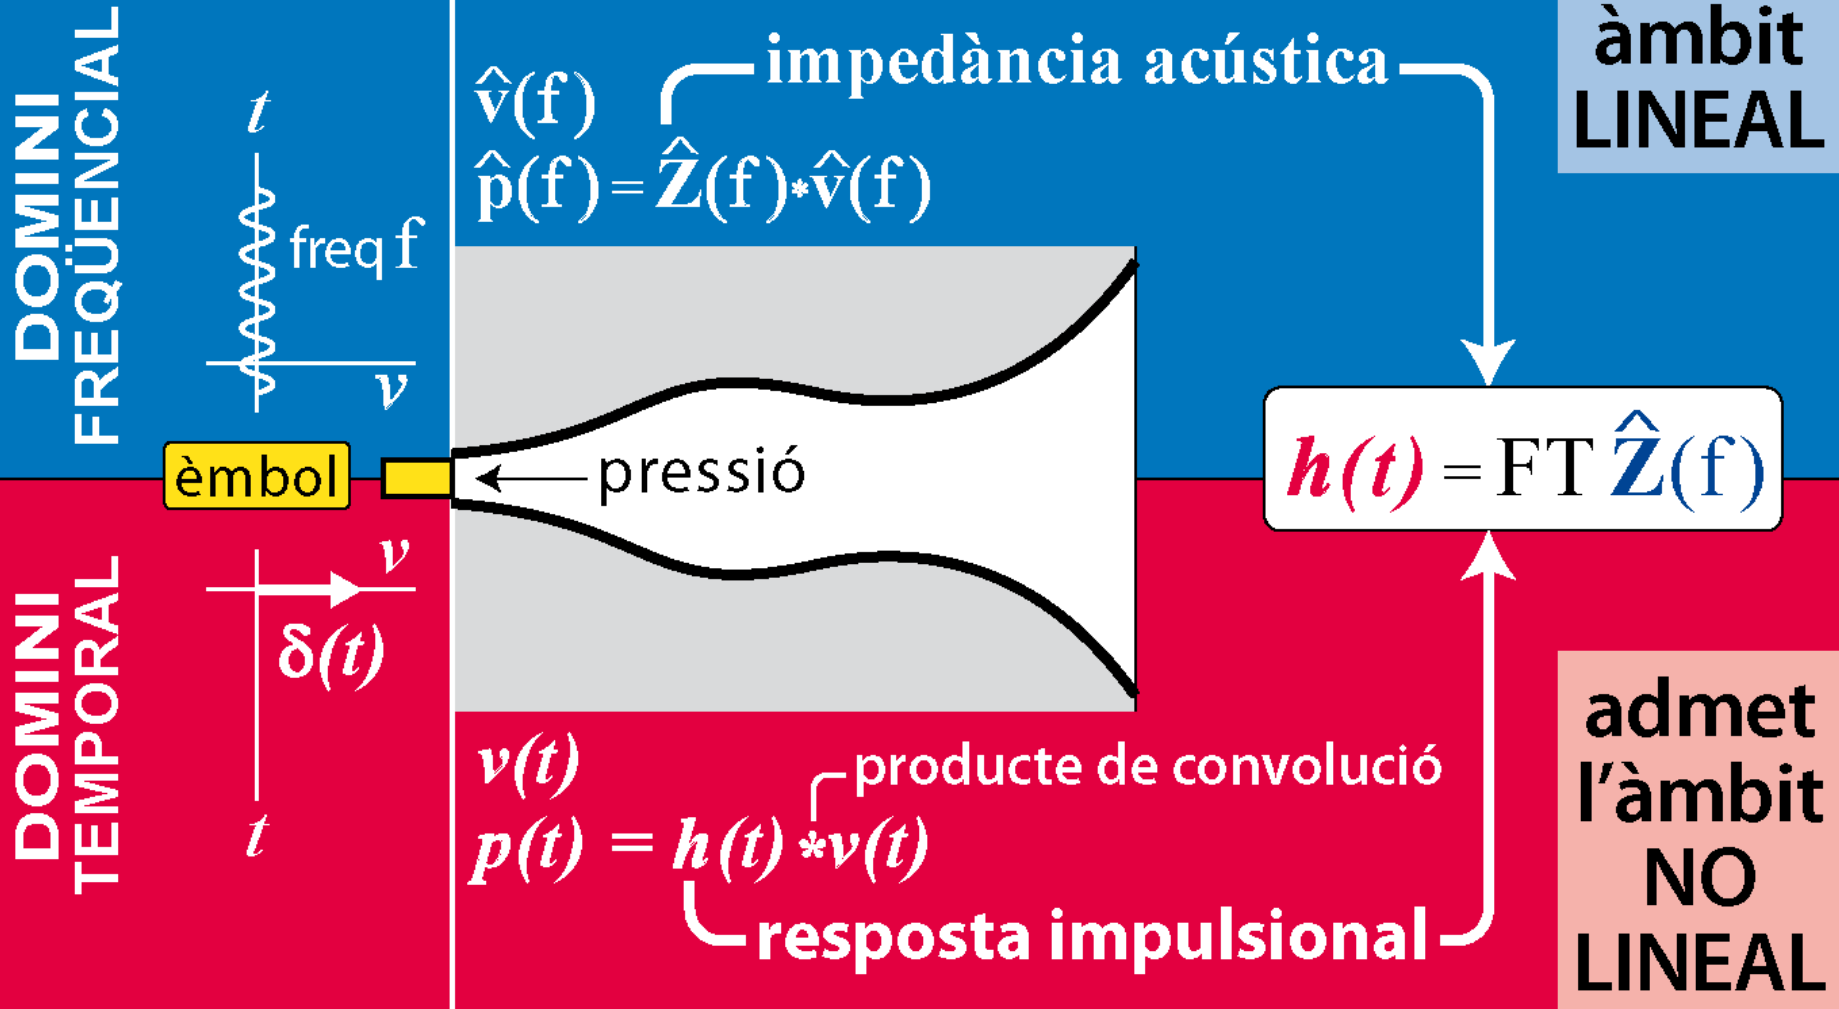 DOMINI
FREQÜENCIAL
t
freq f
v
v̂(f)
p̂(f) = Ẑ(f)*v̂(f)
impedància acústica
àmbit
LINEAL
èmbol
pressió
h(t) = FT Ẑ(f)
DOMINI
TEMPORAL
v
δ(t)
t
v(t)
producte de convolució
p(t) = h(t) *v(t)
resposta impulsional
admet
l’àmbit
NO
LINEAL